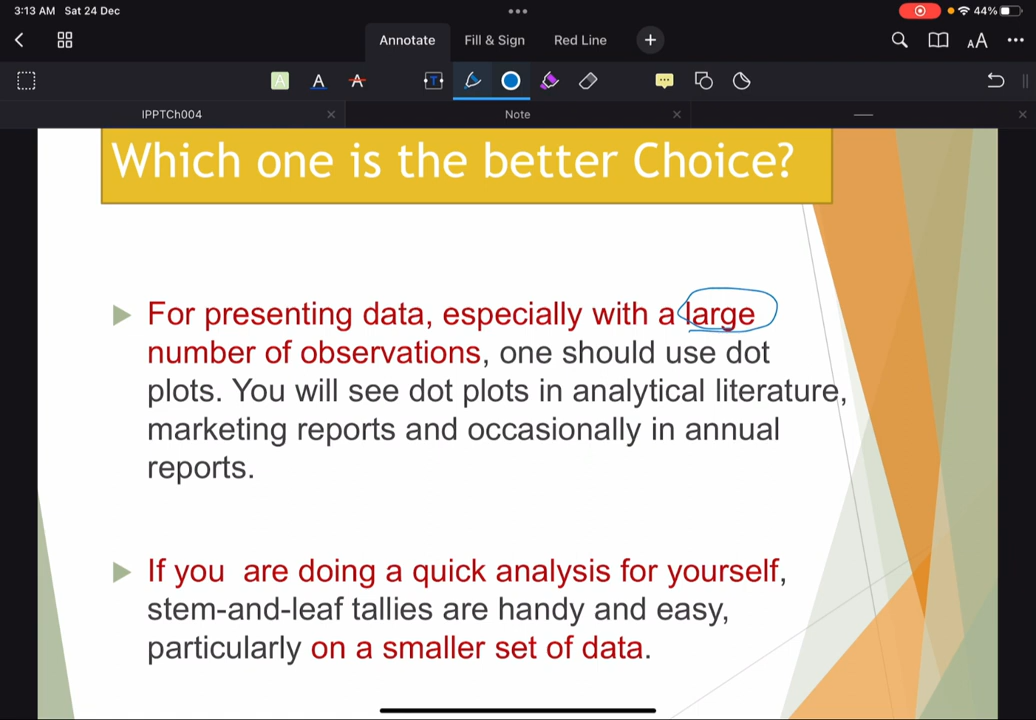 3:13 AM Sat 24 Dec
44%
Annotate Fill & Sign Red Line
AA
A A A T
IPPTCh004 Note
Which one is the better Choice?
For presenting data, especially with a large
number of observations, one should use dot
plots. You will see dot plots in analytical literature,
marketing reports and occasionally in annual
reports.
If you are doing a quick analysis for yourself,
stem-and-leaf tallies are handy and easy,
particularly on a smaller set of data.